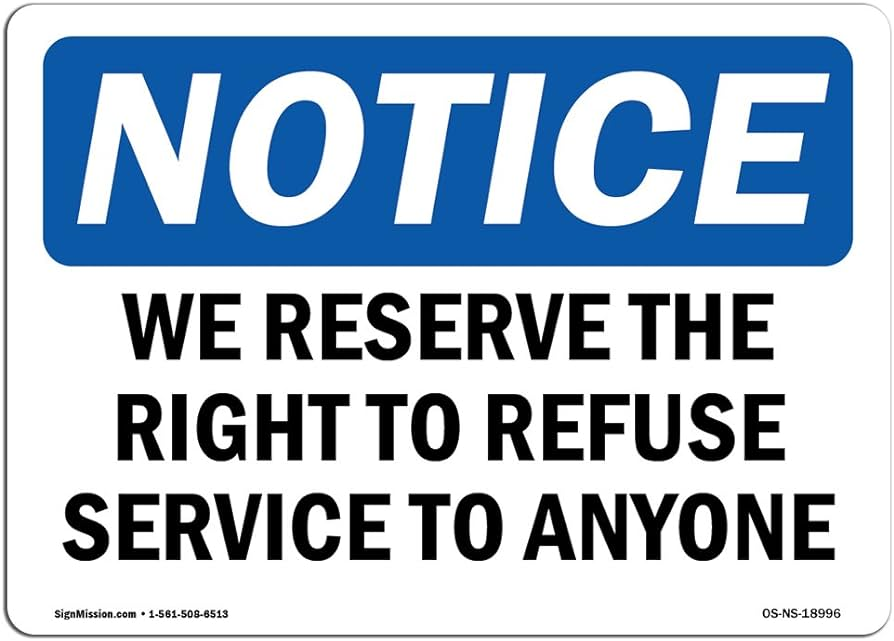 NOTICE
WE RESERVE THE
RIGHT TO REFUSE
SERVICE TO ANYONE
SignMission.com • 1-561-508-6513
OS-NS-18996